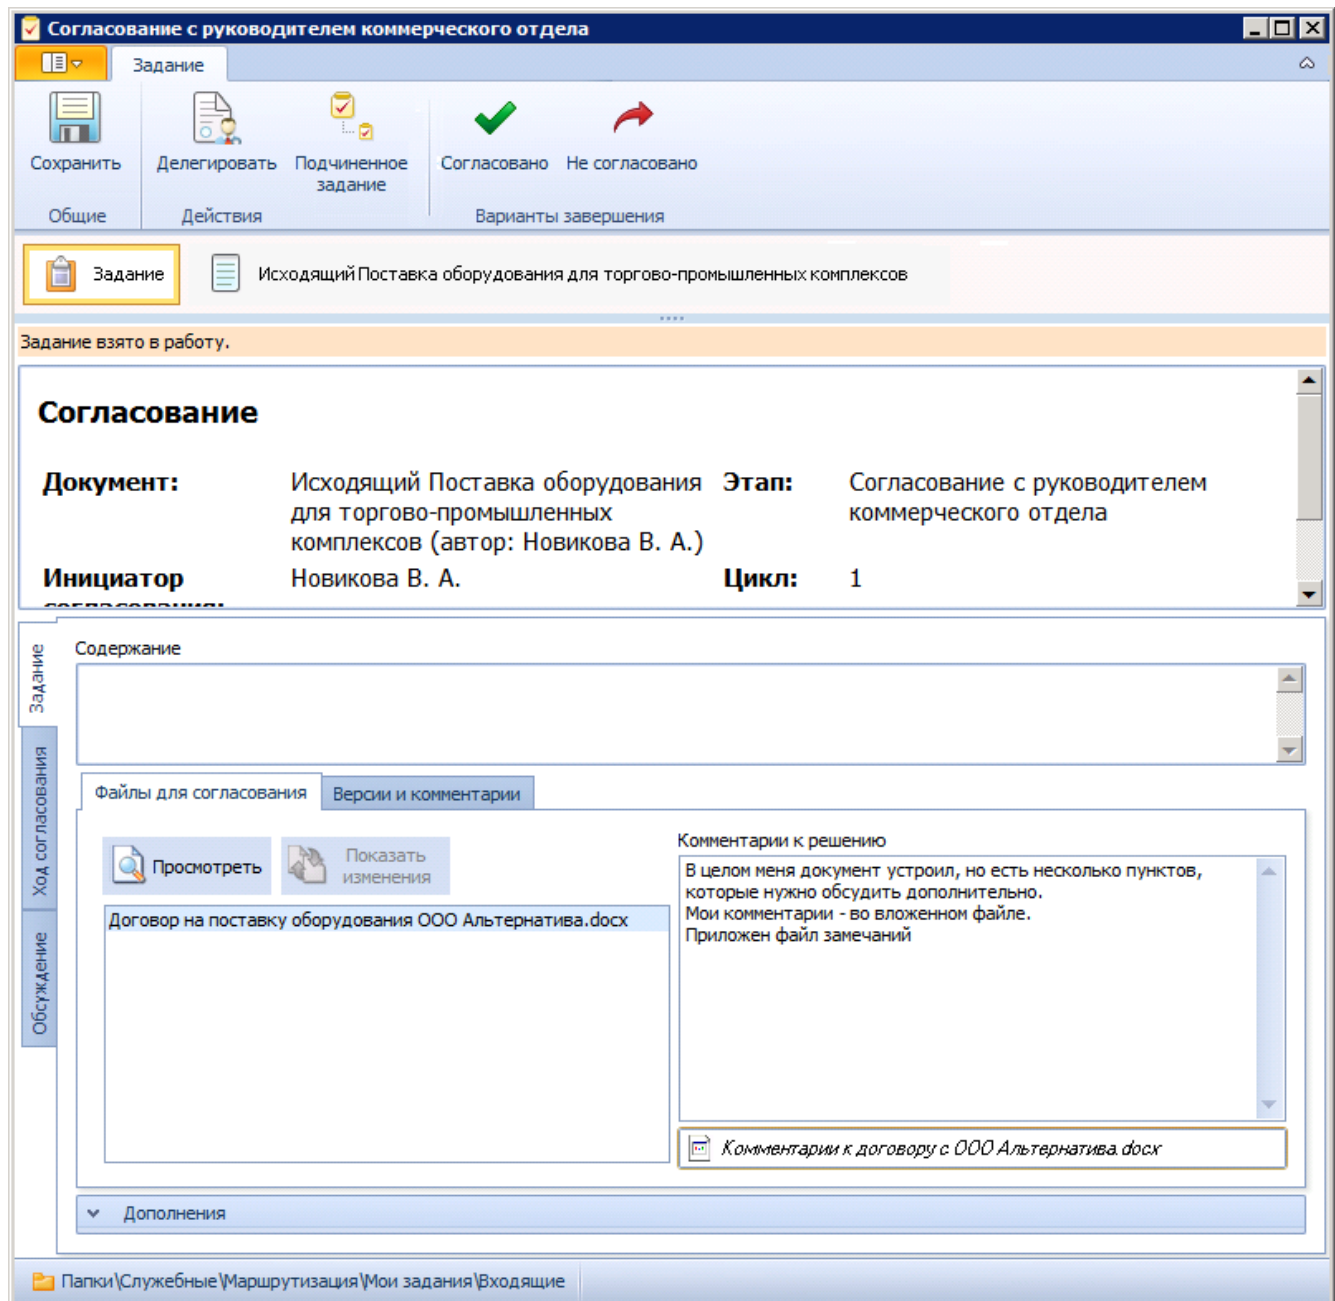 Согласование с руководителем коммерческого отдела
Задание
Сохранить
Делегировать
Подчиненное
задание
Согласовано
Не согласовано
Общие
Действия
Варианты завершения
Задание
Исходящий Поставка оборудования для торгово-промышленных комплексов
Задание взято в работу.
Согласование
Документ:
Исходящий Поставка оборудования
для торгово-промышленных
комплексов (автор: Новикова В. А.)
Этап:
Согласование с руководителем
коммерческого отдела
Инициатор
согласования:
Новикова В. А.
Цикл:
1
Задание
Ход согласования
Обсуждение
Содержание
Файлы для согласования
Версии и комментарии
Просмотреть
Показать
изменения
Договор на поставку оборудования ООО Альтернатива.docx
Комментарии к решению
В целом меня документ устроил, но есть несколько пунктов,
которые нужно обсудить дополнительно.
Мои комментарии - во вложенном файле.
Приложен файл замечаний
Комментарии к договору с ООО Альтернатива.docx
Дополнения
Папки\Служебные\Маршрутизация\Мои задания\Входящие